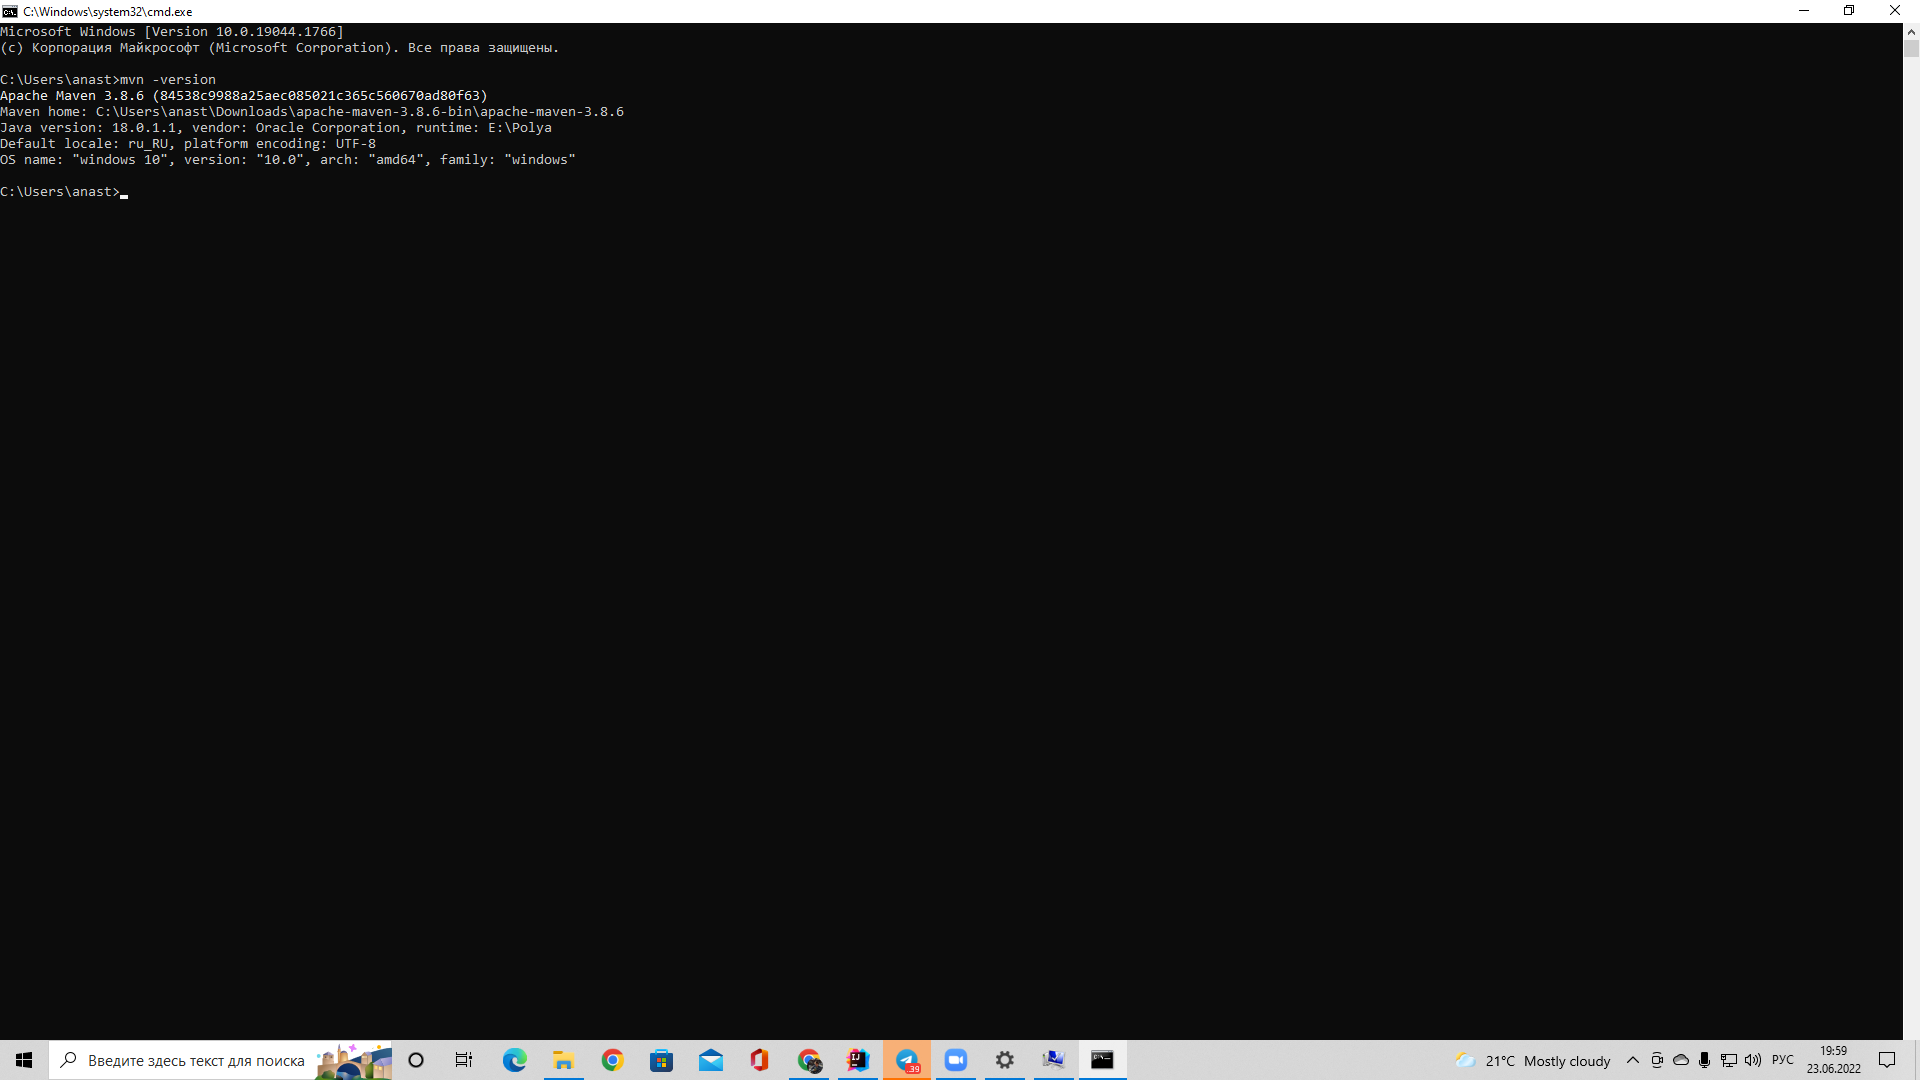 C:\Windows\system32\cmd.exe
Microsoft Windows [Version 10.0.19044.1766]
(c) Корпорация Майкрософт (Microsoft Corporation). Все права защищены.
C:\Users\anast>mvn -version
Apache Maven 3.8.6 (84538c9988a25aec085021c365c560670ad80f63)
Maven home: C:\Users\anast\Downloads\apache-maven-3.8.6-bin\apache-maven-3.8.6
Java version: 18.0.1.1, vendor: Oracle Corporation, runtime: E:\Polya
Default locale: ru_RU, platform encoding: UTF-8
OS name: "windows 10", version: "10.0", arch: "amd64", family: "windows"
C:\Users\anast>
Введите здесь текст для поиска
IJ
39
21°C Mostly cloudy
РУС
19:59
23.06.2022